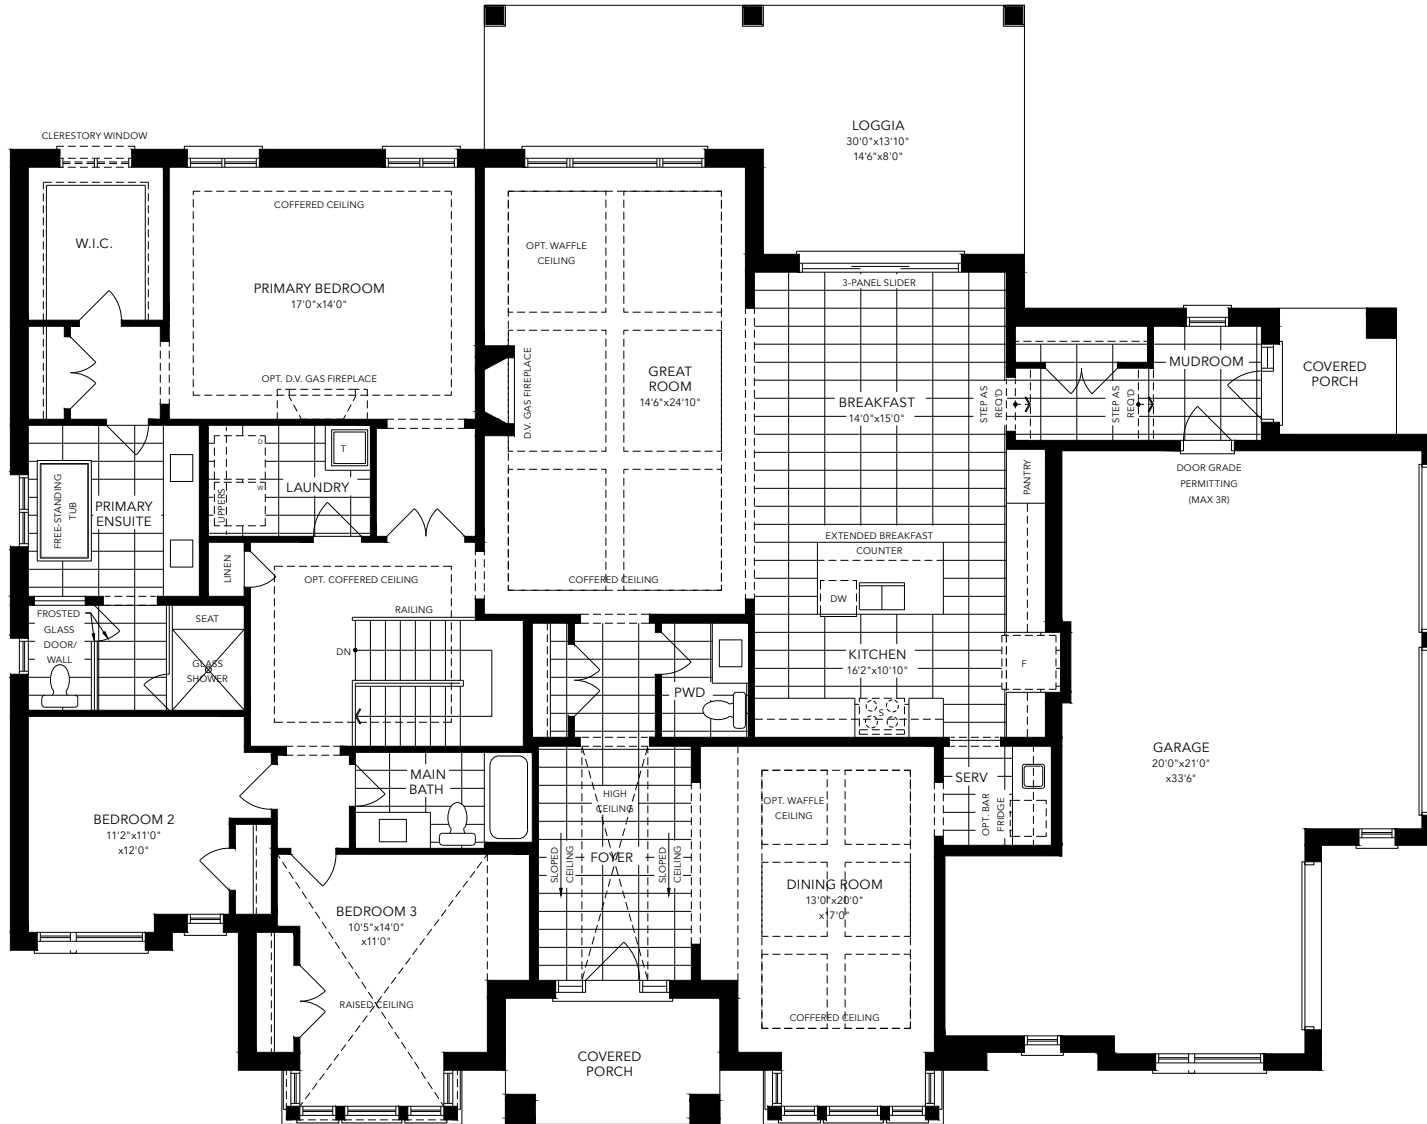 LOGGIA
30'0"x13'10"
14'6"x8'0"
CLERESTORY WINDOW
COFFERED CEILING
W.I.C.
PRIMARY BEDROOM
17'0"x14'0"
OPT. D.V. GAS FIREPLACE
OPT. WAFFLE
CEILING
D.V. GAS FIREPLACE
GREAT
ROOM
14'6"x24'10"
COFFERED CEILING
3-PANEL SLIDER
BREAKFAST
14'0"x15'0"
STEP AS
REQ'D
STEP AS
REQ'D
MUDROOM
COVERED
PORCH
DOOR GRADE
PERMITTING
(MAX 3R)
PANTRY
FREE-STANDING
TUB
PRIMARY
ENSUITE
UPPERS
D
W
T
LAUNDRY
LINEN
OPT. COFFERED CEILING
RAILING
DN
FROSTED
GLASS
DOOR/
WALL
SEAT
GLASS
SHOWER
EXTENDED BREAKFAST
COUNTER
DW
KITCHEN
16'2"x10'10"
F
S
PWD
GARAGE
20'0"x21'0"
x33'6"
SERV
OPT. BAR
FRIDGE
MAIN
BATH
BEDROOM 2
11'2"x11'0"
x12'0"
HIGH
CEILING
SLOPED
CEILING
FOYER
SLOPED
CEILING
OPT. WAFFLE
CEILING
DINING ROOM
13'0"x20'0"
x17'0"
COFFERED CEILING
BEDROOM 3
10'5"x14'0"
x11'0"
RAISED CEILING
COVERED
PORCH